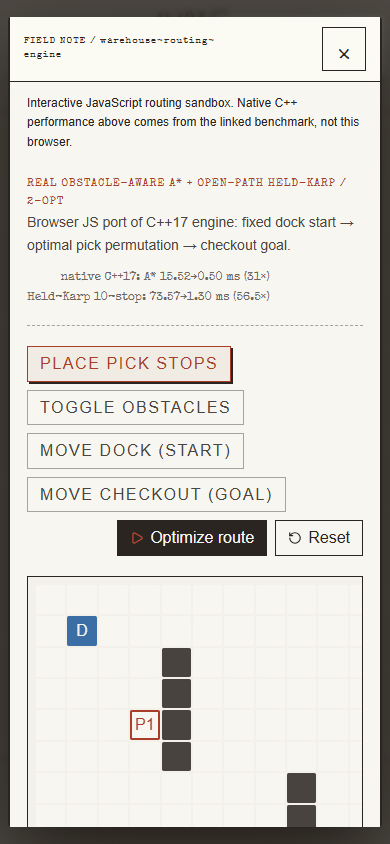 FIELD NOTE / warehouse-routing-
engine
×
Interactive JavaScript routing sandbox. Native C++
performance above comes from the linked benchmark, not this
browser.
REAL OBSTACLE-AWARE A* + OPEN-PATH HELD-KARP /
2-OPT
Browser JS port of C++17 engine: fixed dock start →
optimal pick permutation → checkout goal.
native C++17: A* 15.52→0.50 ms (31×)
Held-Karp 10-stop: 73.57→1.30 ms (56.5×)
PLACE PICK STOPS
TOGGLE OBSTACLES
MOVE DOCK (START)
MOVE CHECKOUT (GOAL)
Optimize route Reset
D
P1